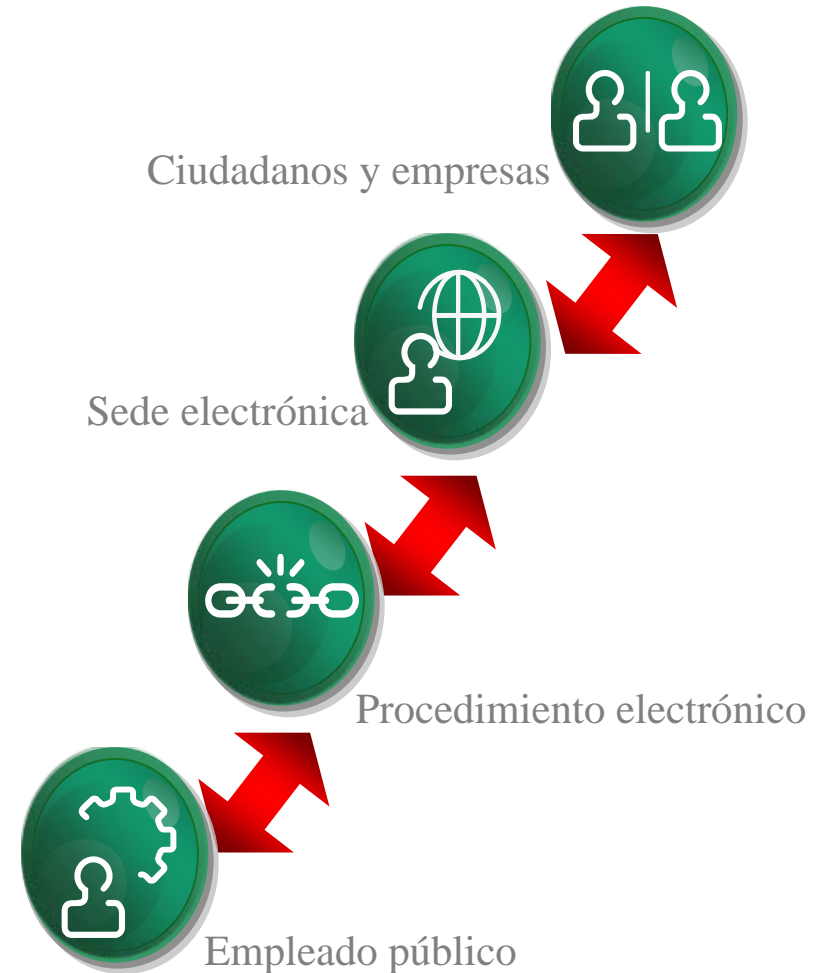 Ciudadanos y empresas
Sede electrónica
Procedimiento electrónico
Empleado público